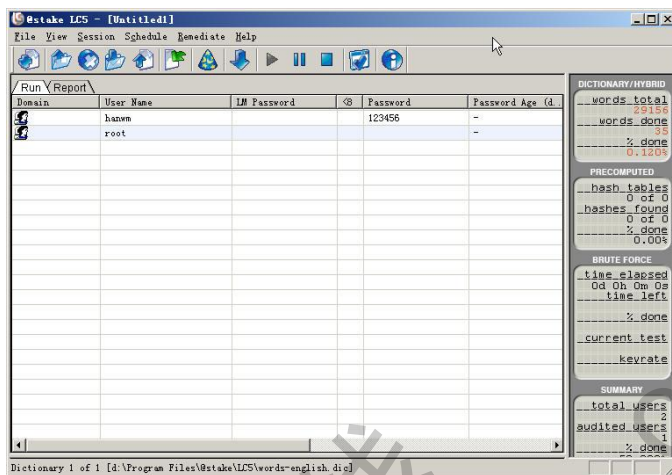 @stake LC5 - [Untitled1]
File View Session Schedule Remediate Help
Run Report
Domain User Name LM Password <8 Password Password Age (d...
hanwm 123456 -
root -
DICTIONARY/HYBRID
words total
29156
words done
35
% done
0.120%
PRECOMPUTED
hash tables
0 of 0
hashes found
0 of 0
% done
0.00%
BRUTE FORCE
time elapsed
0d 0h 0m 0s
time left
% done
current test
keyrate
SUMMARY
total users
2
audited users
1
% done
Dictionary 1 of 1 [d:\Program Files\@stake\LC5\words-english.dic]